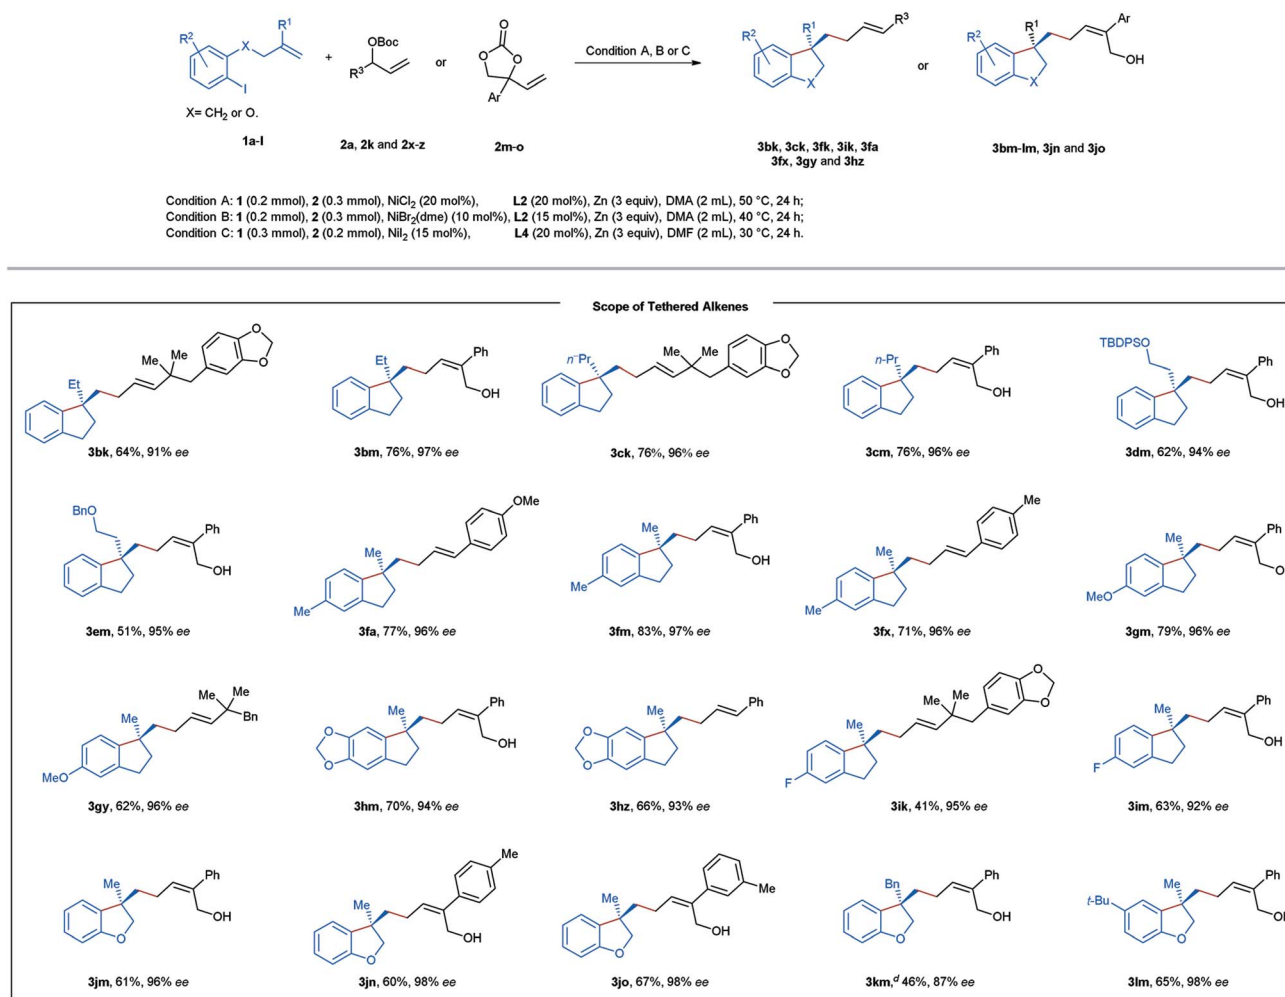 R²
X
R¹
I
X= CH₂ or O.
1a-l
+
OBoc
R³
2a, 2k and 2x-z
or
O
O
O
Ar
2m-o
Condition A, B or C
R²
R¹
R³
X
3bk, 3ck, 3fk, 3ik, 3fa
3fx, 3gy and 3hz
or
R²
R¹
Ar
OH
X
3bm-lm, 3jn and 3jo
Condition A: 1 (0.2 mmol), 2 (0.3 mmol), NiCl₂ (20 mol%), L2 (20 mol%), Zn (3 equiv), DMA (2 mL), 50 °C, 24 h;
Condition B: 1 (0.2 mmol), 2 (0.3 mmol), NiBr₂(dme) (10 mol%), L2 (15 mol%), Zn (3 equiv), DMA (2 mL), 40 °C, 24 h;
Condition C: 1 (0.3 mmol), 2 (0.2 mmol), NiI₂ (15 mol%), L4 (20 mol%), Zn (3 equiv), DMF (2 mL), 30 °C, 24 h.
Scope of Tethered Alkenes
Et
Me Me
O
O
3bk, 64%, 91% ee
Et
Ph
OH
3bm, 76%, 97% ee
n-Pr
Me Me
O
O
3ck, 76%, 96% ee
n-Pr
Ph
OH
3cm, 76%, 96% ee
TBDPSO
Ph
OH
3dm, 62%, 94% ee
BnO
Ph
OH
3em, 51%, 95% ee
OMe
Me
Me
3fa, 77%, 96% ee
Me
Ph
OH
Me
3fm, 83%, 97% ee
Me
Me
Me
3fx, 71%, 96% ee
Me
Ph
O
MeO
3gm, 79%, 96% ee
Me Me
Bn
Me
MeO
3gy, 62%, 96% ee
Me
Ph
OH
O
O
3hm, 70%, 94% ee
Me
Ph
O
O
3hz, 66%, 93% ee
Me Me
O
O
Me
F
3ik, 41%, 95% ee
Me
Ph
OH
F
3im, 63%, 92% ee
Me
Ph
OH
O
3jm, 61%, 96% ee
Me
Me
OH
O
3jn, 60%, 98% ee
Me
Me
OH
O
3jo, 67%, 98% ee
Bn
Ph
OH
O
3km,ᵈ 46%, 87% ee
t-Bu
Me
Ph
OH
O
3lm, 65%, 98% ee